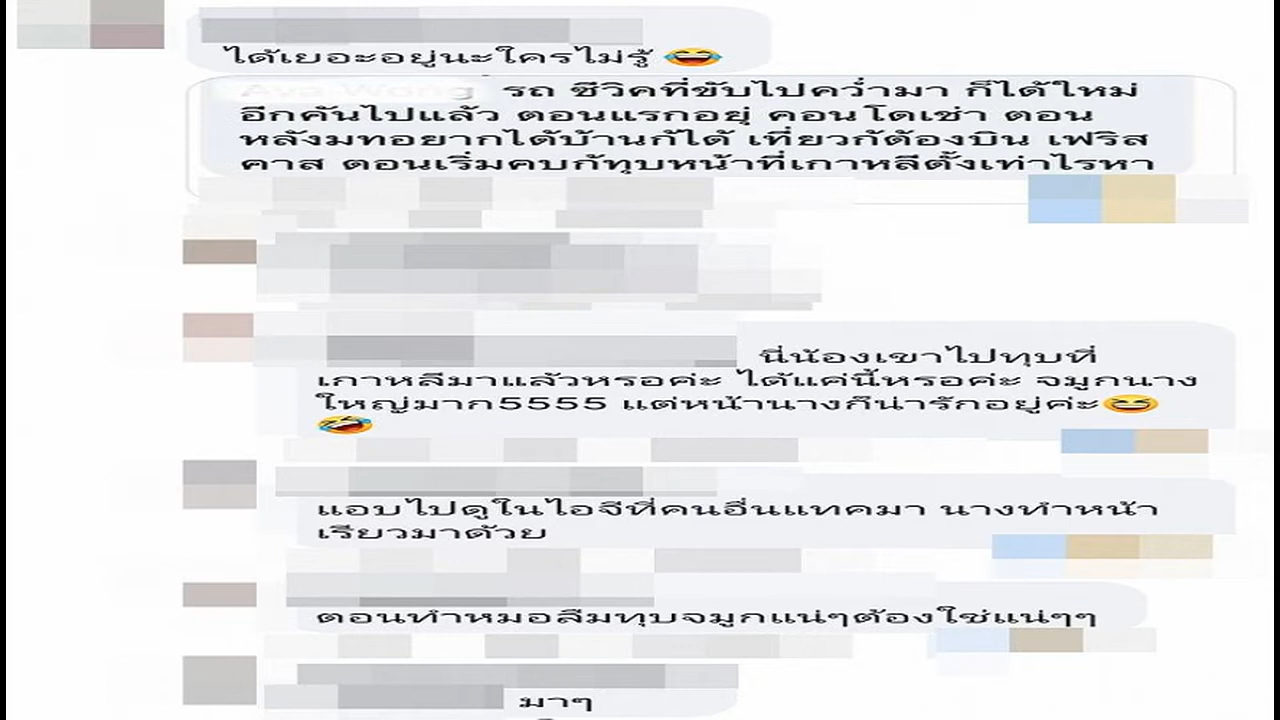 ได้เยอะอยู่นะใครไม่รู้ 😆
รถ ชีวิคที่ขับไปคว่ำมา ก็ได้ใหม่
อีกคันไปแล้ว ตอนแรกอยุ่ คอนโดเช่า ตอน
หลังมทอยากได้บ้านก้ได้ เที่ยวก้ต้องบิน เฟริส
คาส ตอนเริ่มคบก้ทุบหน้าที่เกาหลีตั้งเท่าไรหา
นี่น้องเขาไปทุบที่
เกาหลีมาแล้วหรอค่ะ ได้แค่นี้หรอค่ะ จมูกนาง
ใหญ่มาก5555 แต่หน้านางก็น่ารักอยู่ค่ะ😆
🤣
แอบไปดูในไอจีที่คนอื่นแทคมา นางทำหน้า
เรียวมาด้วย
ตอนทำหมอลืมทุบจมูกแน่ๆต้องใช่แน่ๆๆ
มาๆ